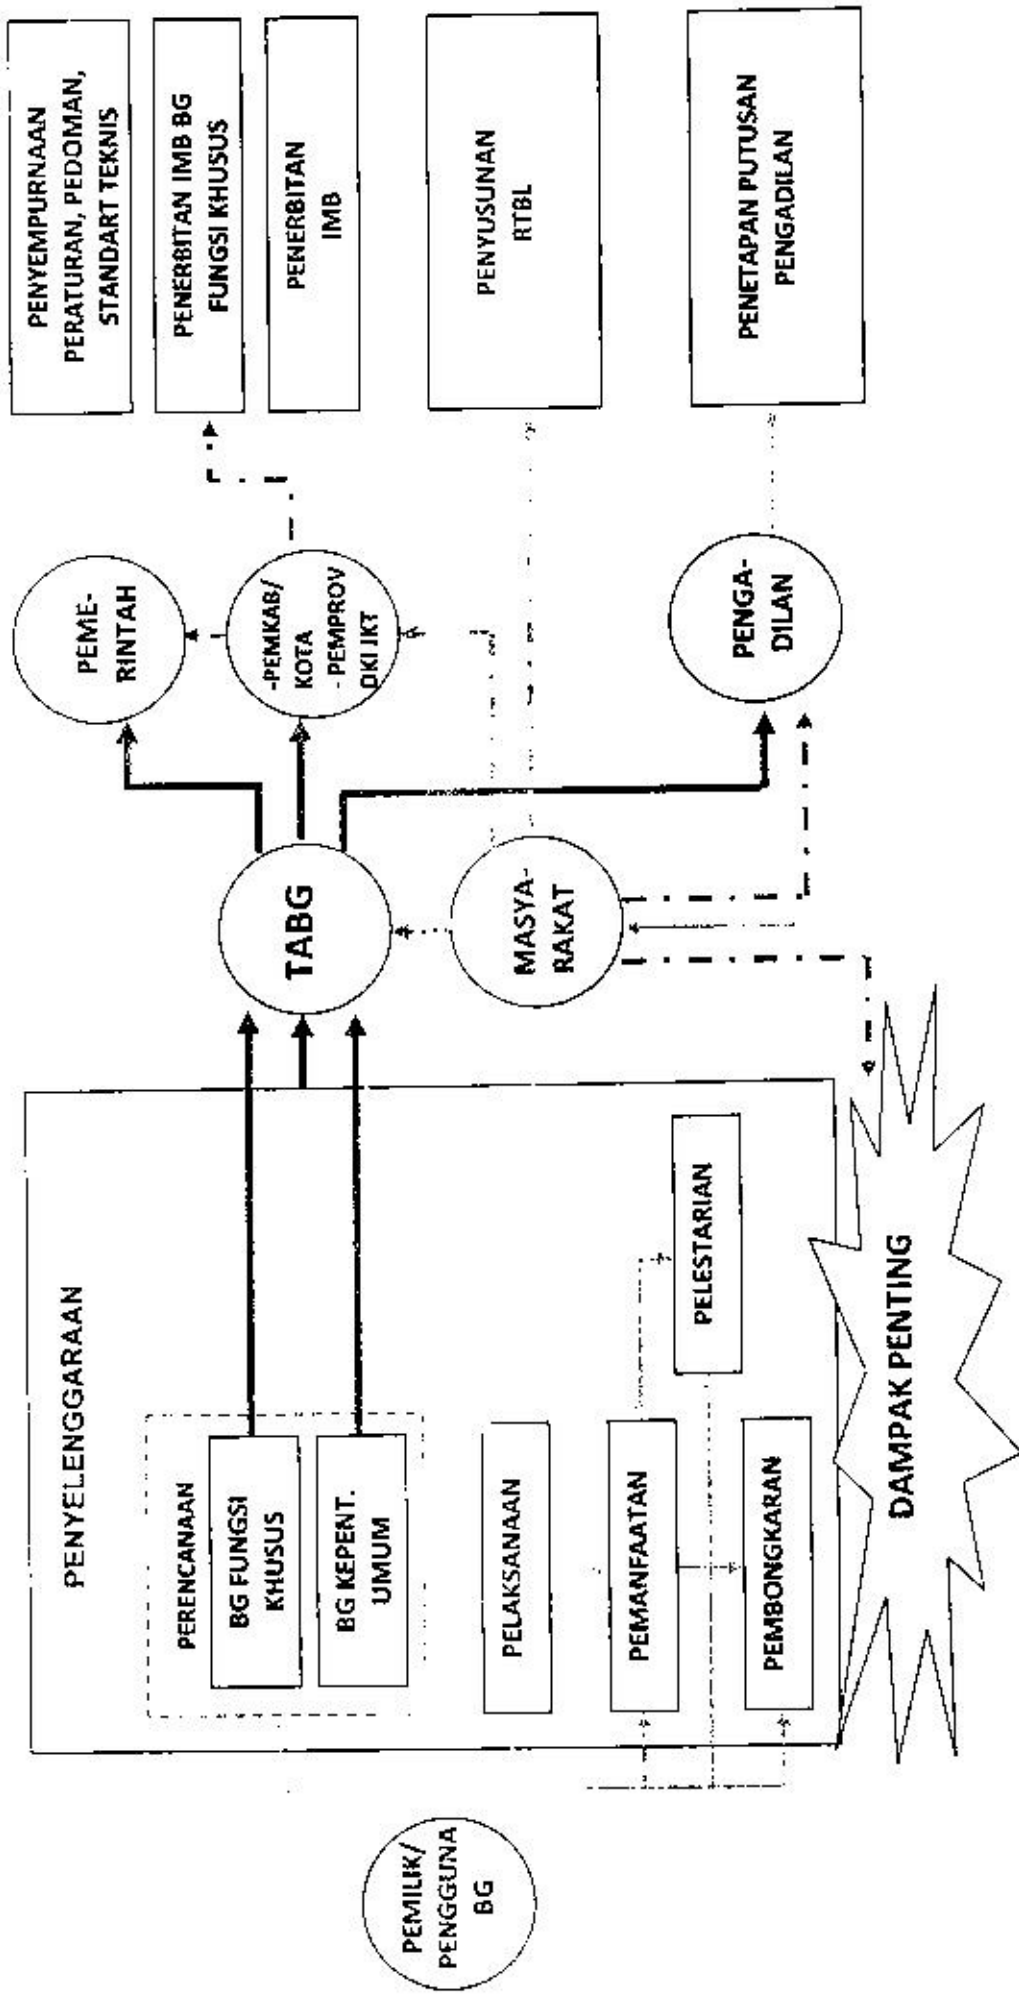 PEMILIK/
PENGGUNA
BG
PENYELENGGARAAN
PERENCANAAN
BG FUNGSI
KHUSUS
BG KEPENT.
UMUM
PELAKSANAAN
PEMANFAATAN
PELESTARIAN
PEMBONGKARAN
DAMPAK PENTING
TABG
MASYA-
RAKAT
PEME-
RINTAH
-PEMKAB/
KOTA
- PEMPROV
DKI JKT
PENGA-
DILAN
PENYEMPURNAAN
PERATURAN, PEDOMAN,
STANDART TEKNIS
PENERBITAN IMB BG
FUNGSI KHUSUS
PENERBITAN
IMB
PENYUSUNAN
RTBL
PENETAPAN PUTUSAN
PENGADILAN